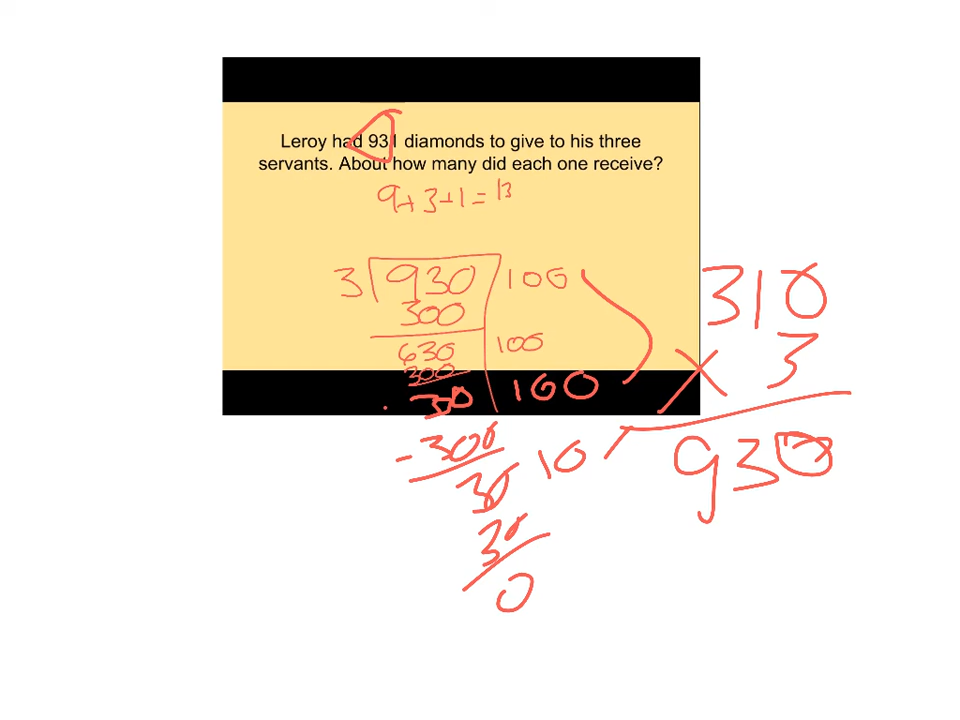 Leroy had 931 diamonds to give to his three
servants. About how many did each one receive?
9+3+1=13
3 930 100
300
630 100
300
330 100
-300
30 10
30
0
310
x 3
930